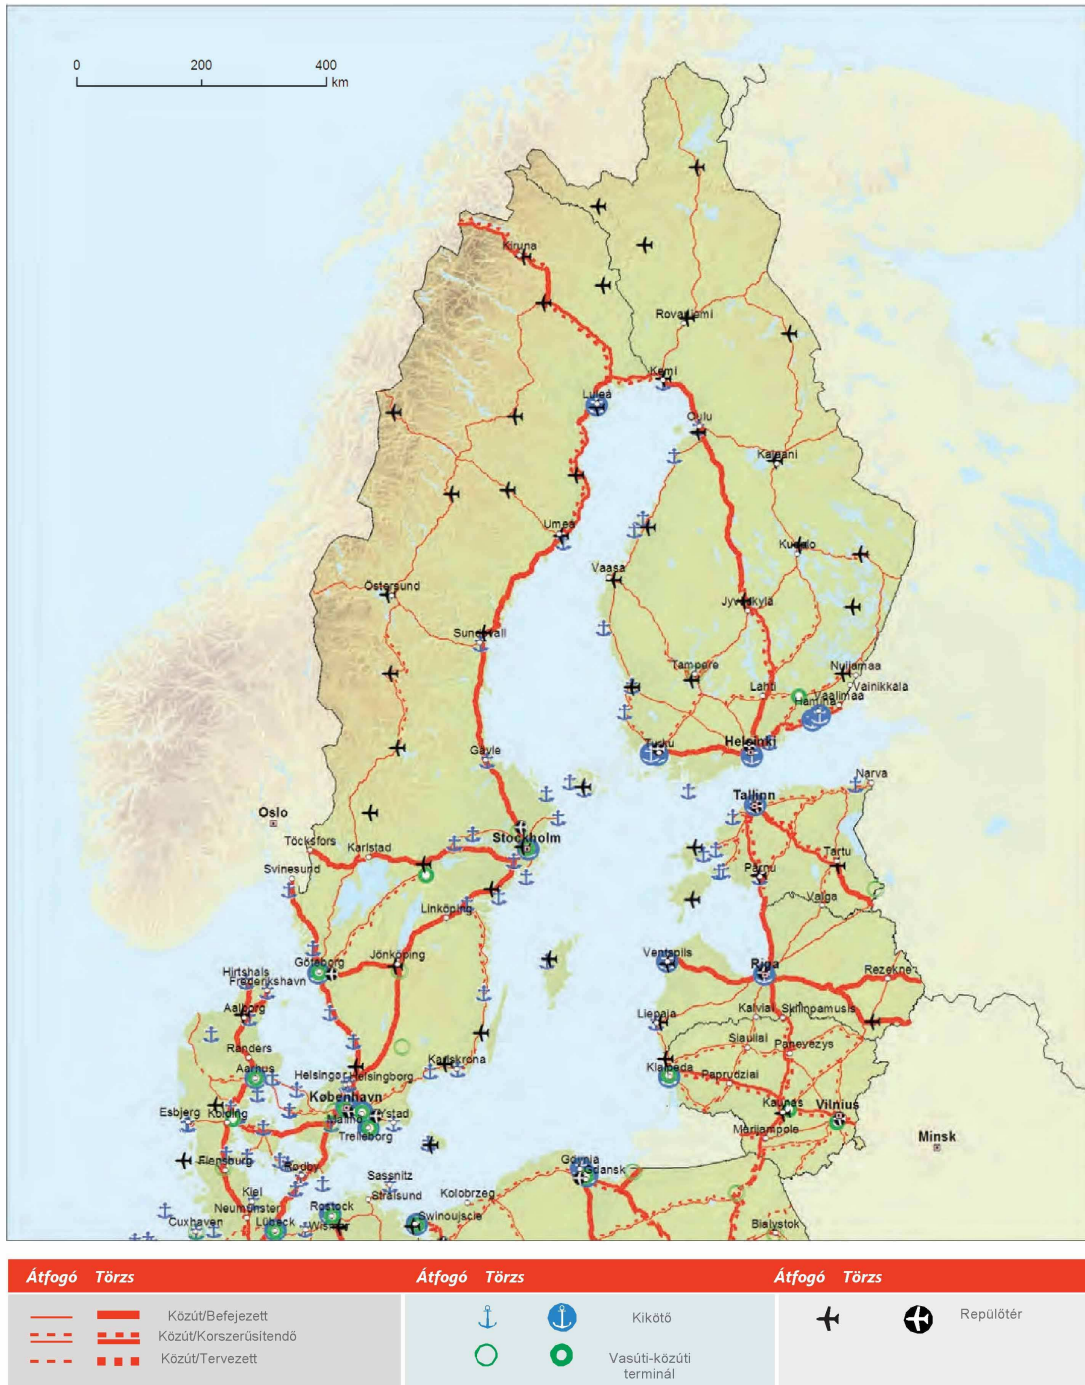 0 200 400
km
Kiruna
Rovaniemi
Kemi
Luleå
Oulu
Kajaani
Umeå
Kuopio
Vaasa
Östersund
Jyväskylä
Sundsvall
Tampere
Nuijamaa
Lahti
Vainikkala
Vaalimaa
Hamina
Turku
Helsinki
Gävle
Narva
Tallinn
Oslo
Stockholm
Töcksfors
Karlstad
Tartu
Svinesund
Pärnu
Valga
Linköping
Göteborg
Jönköping
Ventspils
Riga
Rezekne
Hirtshals
Frederikshavn
Aalborg
Liepaja
Kalviai
Skhinpamusis
Randers
Siauliai
Panevezys
Aarhus
Karlskrona
Klaipeda
Paprudziai
Helsingør
Helsingborg
København
Kaunas
Vilnius
Esbjerg
Kolding
Malmö
Ystad
Trelleborg
Marijampole
Minsk
Flensburg
Rødby
Gdynia
Gdansk
Sassnitz
Kiel
Stralsund
Kolobrzeg
Neumünster
Rostock
Cuxhaven
Lübeck
Wismar
Swinoujscie
Bialystok
Átfogó Törzs
Átfogó Törzs
Átfogó Törzs
Közút/Befejezett
Közút/Korszerűsítendő
Közút/Tervezett
Kikötő
Vasúti-közúti
terminál
Repülőtér